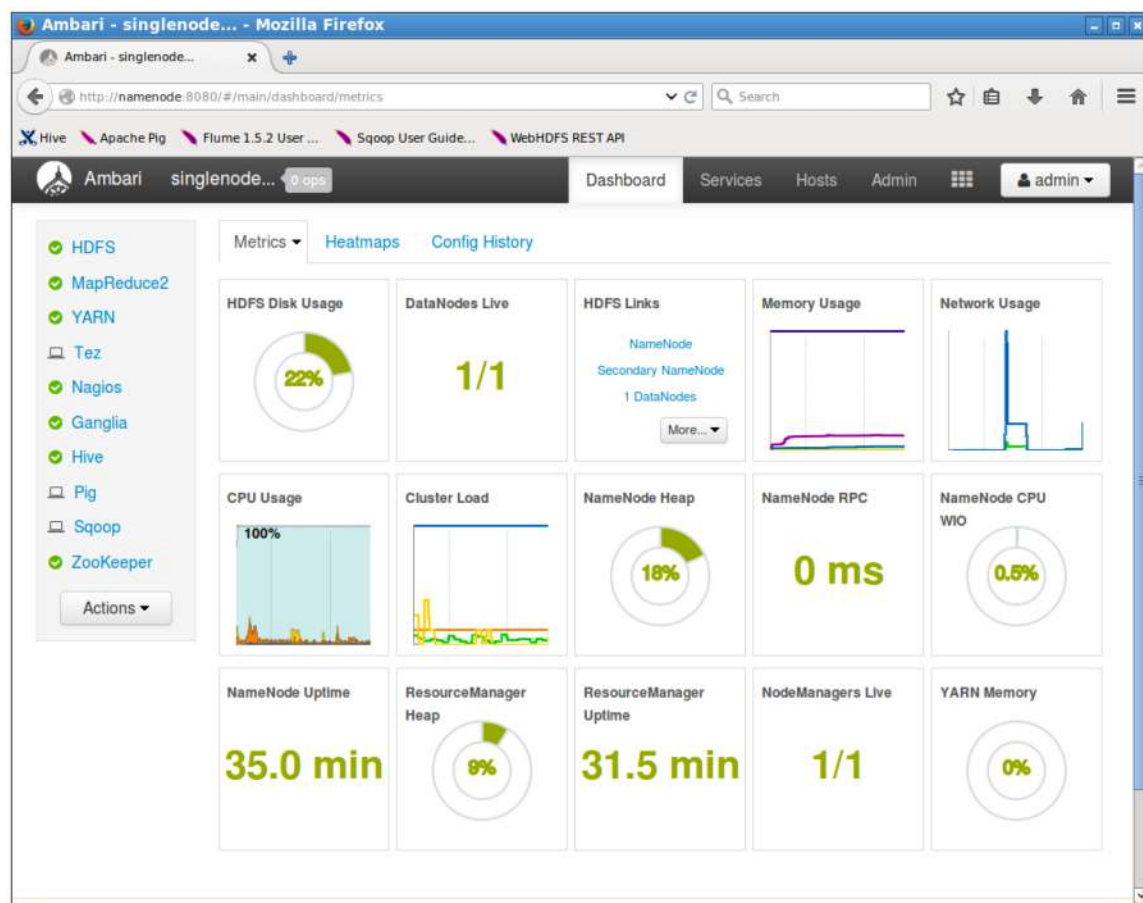 Ambari - singlenode... - Mozilla Firefox
Ambari - singlenode...
http://namenode:8080/#/main/dashboard/metrics
Search
Hive Apache Pig Flume 1.5.2 User ... Sqoop User Guide... WebHDFS REST API
Ambari singlenode... 0 ops Dashboard Services Hosts Admin admin
HDFS
MapReduce2
YARN
Tez
Nagios
Ganglia
Hive
Pig
Sqoop
ZooKeeper
Actions
Metrics Heatmaps Config History
HDFS Disk Usage
22%
DataNodes Live
1/1
HDFS Links
NameNode
Secondary NameNode
1 DataNodes
More...
Memory Usage
Network Usage
CPU Usage
100%
Cluster Load
NameNode Heap
18%
NameNode RPC
0 ms
NameNode CPU
WIO
0.5%
NameNode Uptime
35.0 min
ResourceManager
Heap
9%
ResourceManager
Uptime
31.5 min
NodeManagers Live
1/1
YARN Memory
0%